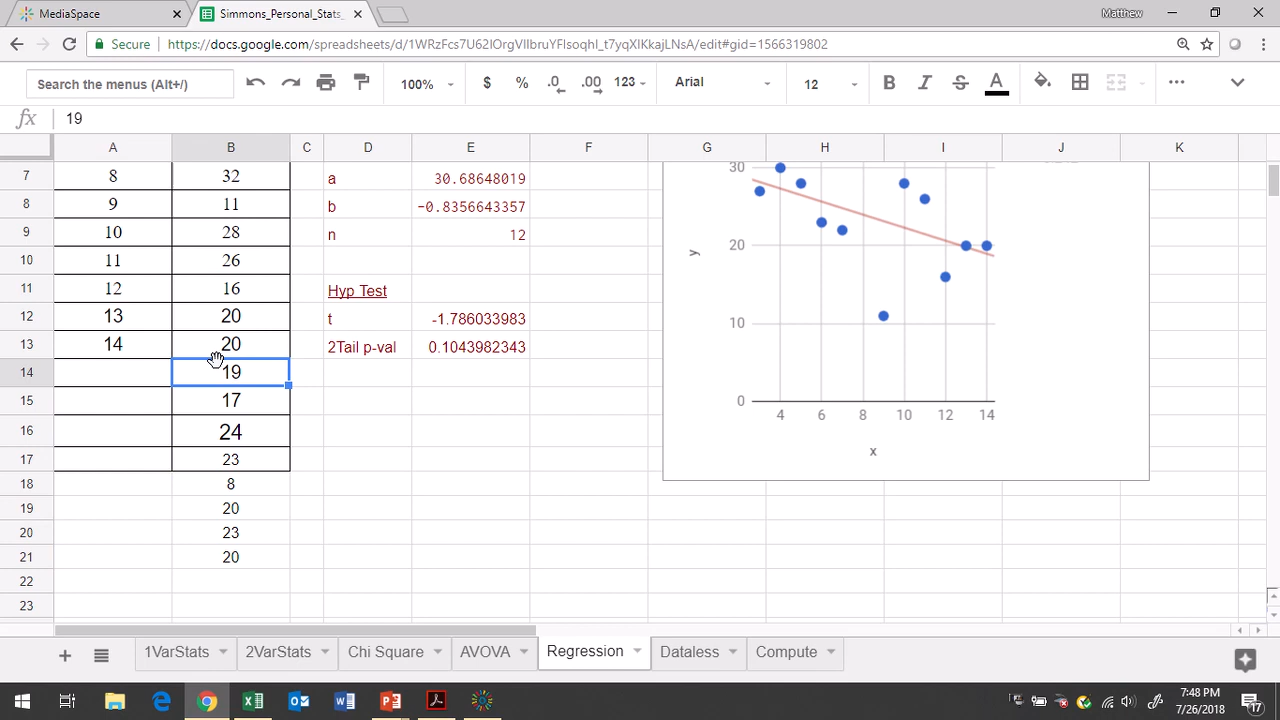 MediaSpace
Simmons_Personal_Stats_
Matthew
Secure https://docs.google.com/spreadsheets/d/
Search the menus (Alt+/) 100% $ % .0 .00 123 Arial 12 B I S A
fx 19
A B C D E F G H I J K
7 8 32 a 30.68648019
8 9 11 b -0.8356643357
9 10 28 n 12
10 11 26
11 12 16 Hyp Test
12 13 20 t -1.786033983
13 14 20 2Tail p-val 0.1043982343
14 19
15 17
16 24
17 23
18 8
19 20
20 23
21 20
22
23
30
20
10
0
y
4 6 8 10 12 14
x
1VarStats 2VarStats Chi Square AVOVA Regression Dataless Compute
7:48 PM
7/26/2018
17